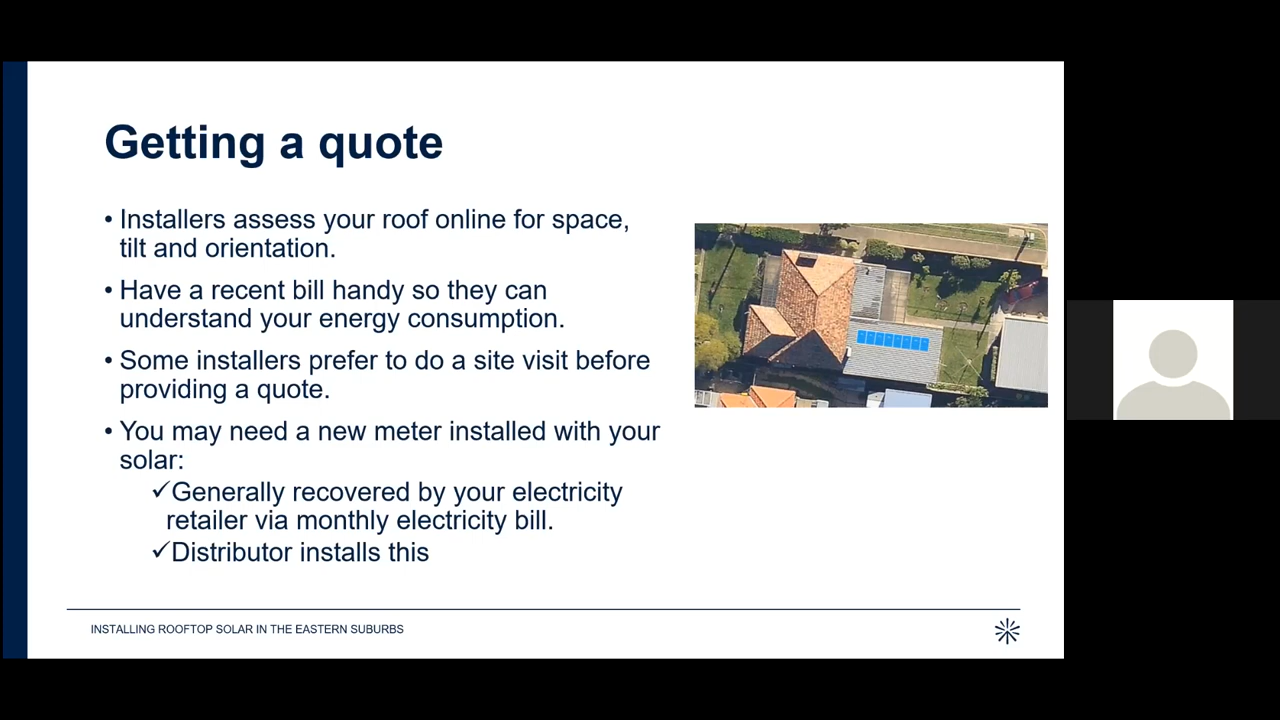 Getting a quote
• Installers assess your roof online for space,
tilt and orientation.
• Have a recent bill handy so they can
understand your energy consumption.
• Some installers prefer to do a site visit before
providing a quote.
• You may need a new meter installed with your
solar:
✓Generally recovered by your electricity
retailer via monthly electricity bill.
✓Distributor installs this
INSTALLING ROOFTOP SOLAR IN THE EASTERN SUBURBS